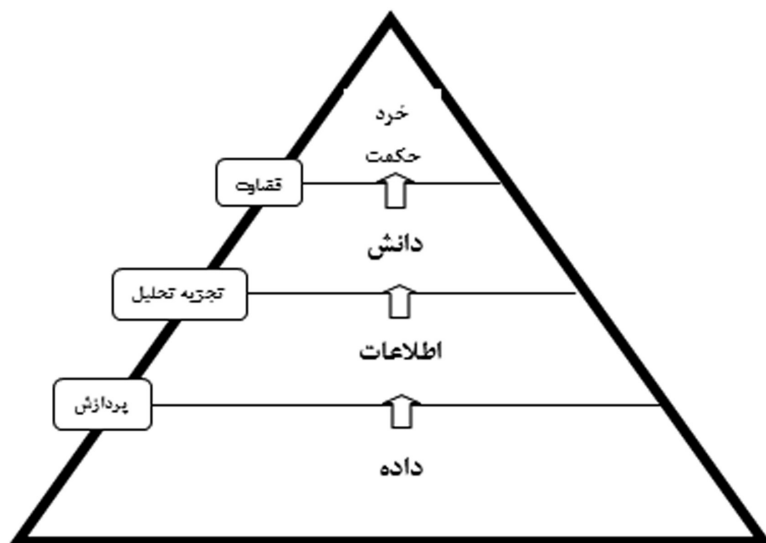 خرد
حکمت
قضاوت
دانش
تجزیه تحلیل
اطلاعات
پردازش
داده